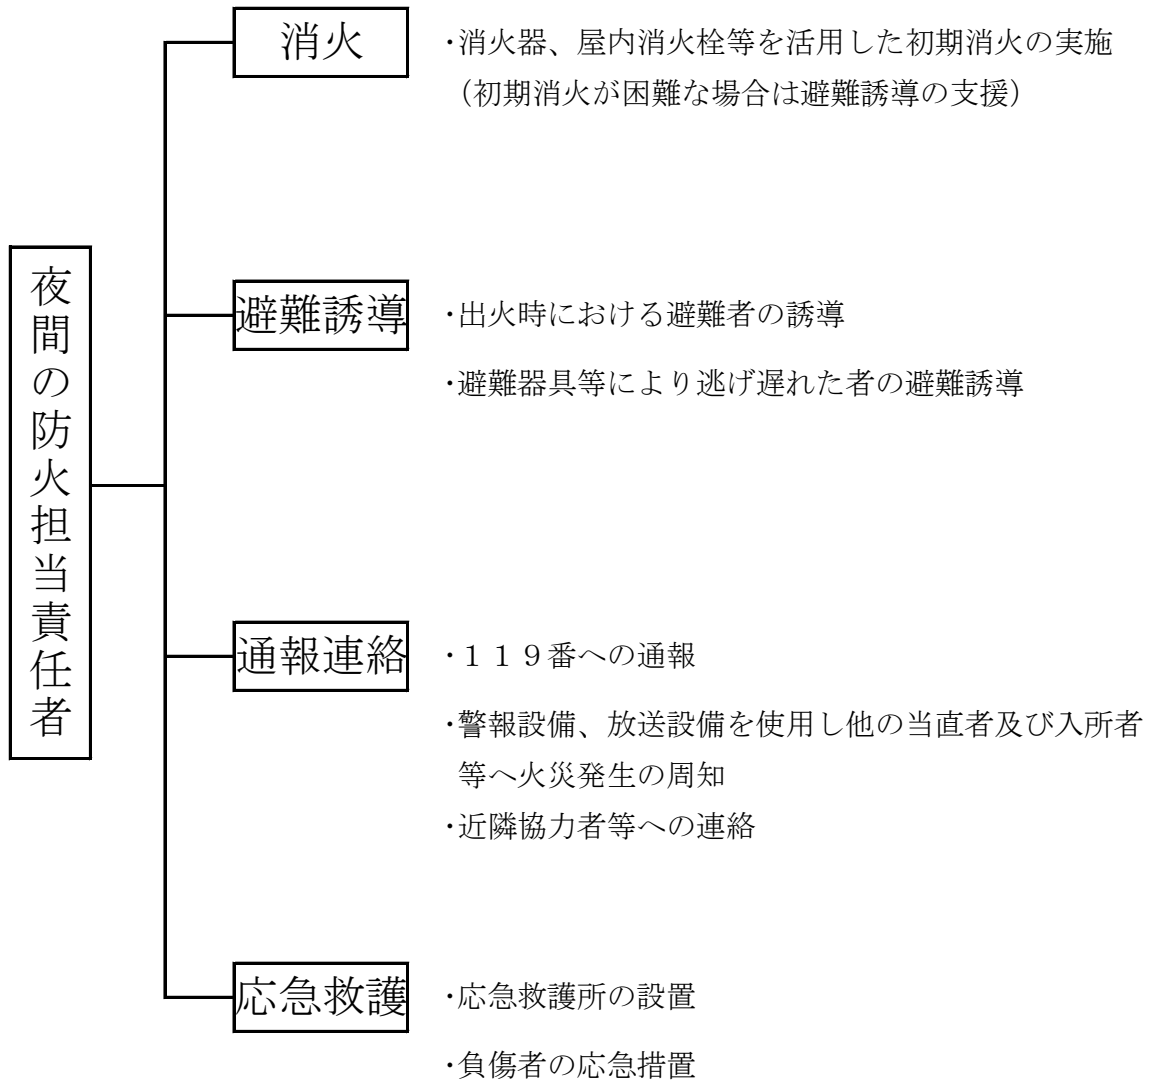 夜間の防火担当責任者
消火
・消火器、屋内消火栓等を活用した初期消火の実施
（初期消火が困難な場合は避難誘導の支援）
避難誘導
・出火時における避難者の誘導
・避難器具等により逃げ遅れた者の避難誘導
通報連絡
・１１９番への通報
・警報設備、放送設備を使用し他の当直者及び入所者
等へ火災発生の周知
・近隣協力者等への連絡
応急救護
・応急救護所の設置
・負傷者の応急措置